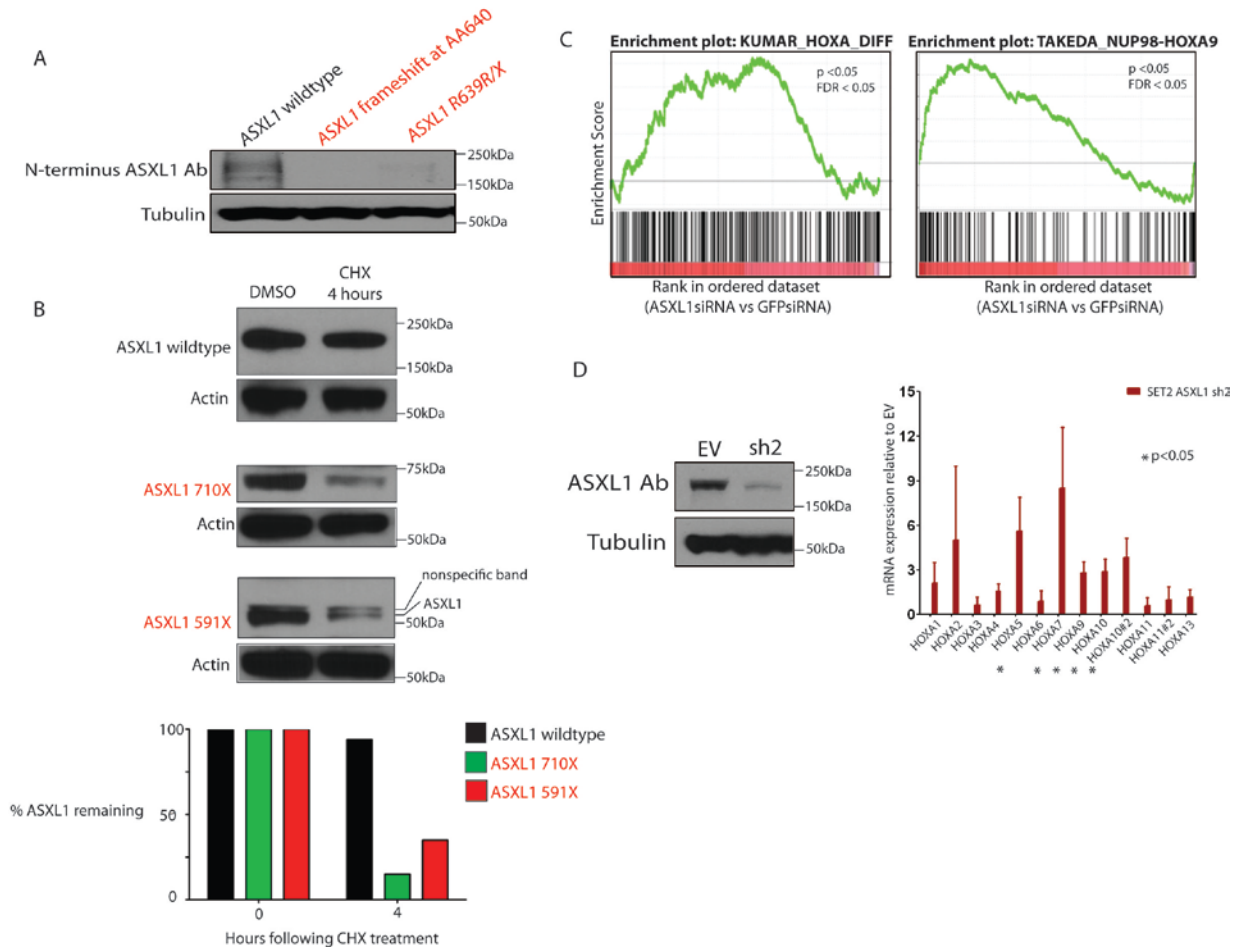 A
ASXL1 wildtype
ASXL1 frameshift at AA640
ASXL1 R639R/X
N-terminus ASXL1 Ab
250kDa
150kDa
Tubulin
50kDa
B
DMSO
CHX
4 hours
ASXL1 wildtype
250kDa
150kDa
Actin
50kDa
ASXL1 710X
75kDa
Actin
50kDa
nonspecific band
ASXL1
ASXL1 591X
50kDa
Actin
50kDa
100
50
0
% ASXL1 remaining
0
4
Hours following CHX treatment
ASXL1 wildtype
ASXL1 710X
ASXL1 591X
C
Enrichment plot: KUMAR_HOXA_DIFF
p <0.05
FDR < 0.05
Enrichment Score
Rank in ordered dataset
(ASXL1siRNA vs GFPsiRNA)
Enrichment plot: TAKEDA_NUP98-HOXA9
p <0.05
FDR < 0.05
Rank in ordered dataset
(ASXL1siRNA vs GFPsiRNA)
D
EV
sh2
ASXL1 Ab
250kDa
150kDa
Tubulin
50kDa
mRNA expression relative to EV
15
12
9
6
3
0
SET2 ASXL1 sh2
* p<0.05
HOXA1
HOXA2
HOXA3
HOXA4
HOXA5
HOXA6
HOXA7
HOXA9
HOXA10
HOXA10#2
HOXA11
HOXA11#2
HOXA13
* * * * *